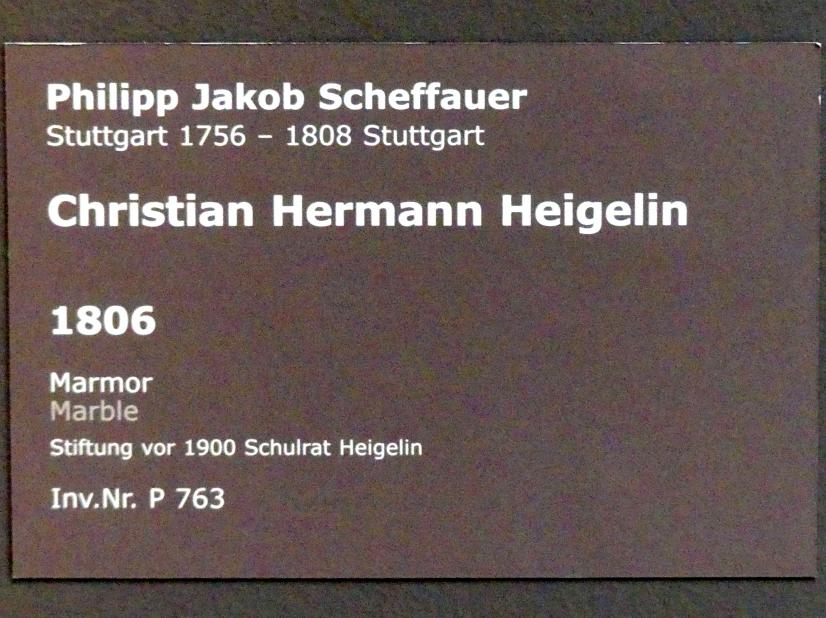 Philipp Jakob Scheffauer
Stuttgart 1756 – 1808 Stuttgart
Christian Hermann Heigelin
1806
Marmor
Marble
Stiftung vor 1900 Schulrat Heigelin
Inv.Nr. P 763